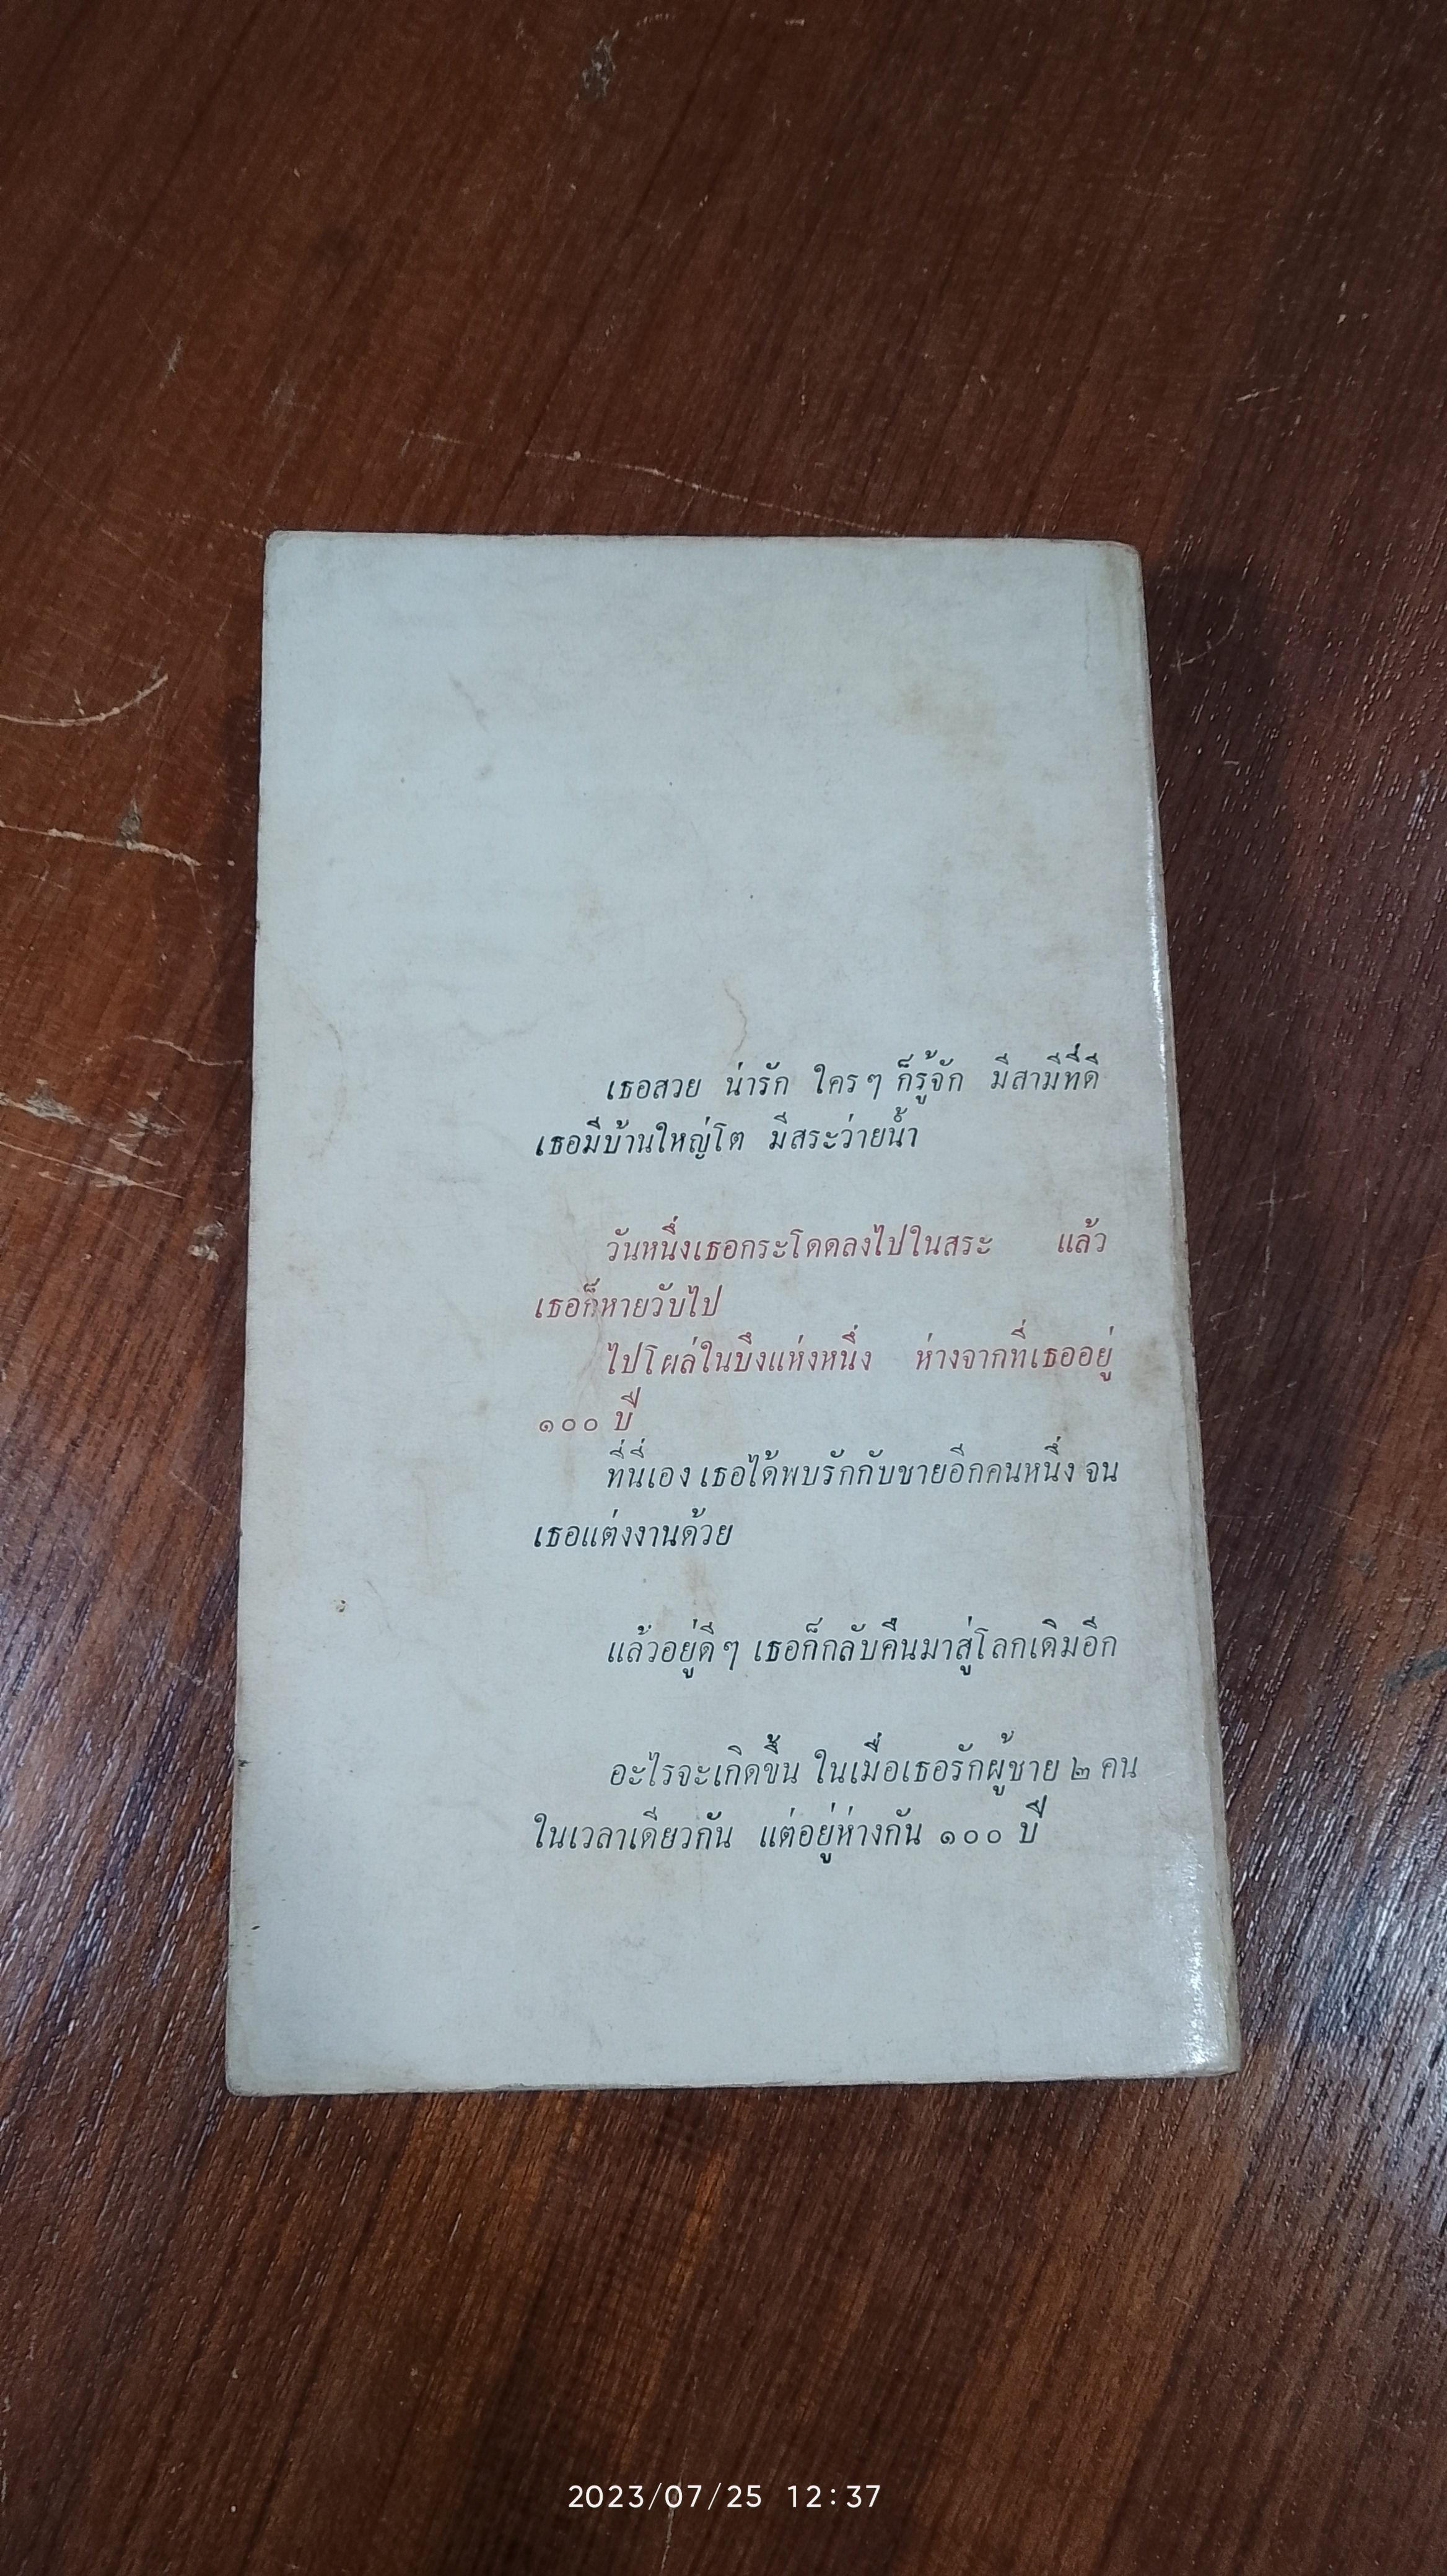 เธอสวย น่ารัก ใครๆ ก็รู้จัก มีสามีที่ดี
เธอมีบ้านใหญ่โต มีสระว่ายน้ำ
วันหนึ่งเธอกระโดดลงไปในสระ แล้ว
เธอก็หายวับไป
ไปโผล่ในบึงแห่งหนึ่ง ห่างจากที่เธออยู่
๑๐๐ ปี
ที่นี่เอง เธอได้พบรักกับชายอีกคนหนึ่ง จน
เธอแต่งงานด้วย
แล้วอยู่ดีๆ เธอก็กลับคืนมาสู่โลกเดิมอีก
อะไรจะเกิดขึ้น ในเมื่อเธอรักผู้ชาย ๒ คน
ในเวลาเดียวกัน แต่อยู่ห่างกัน ๑๐๐ ปี
2023/07/25 12:37